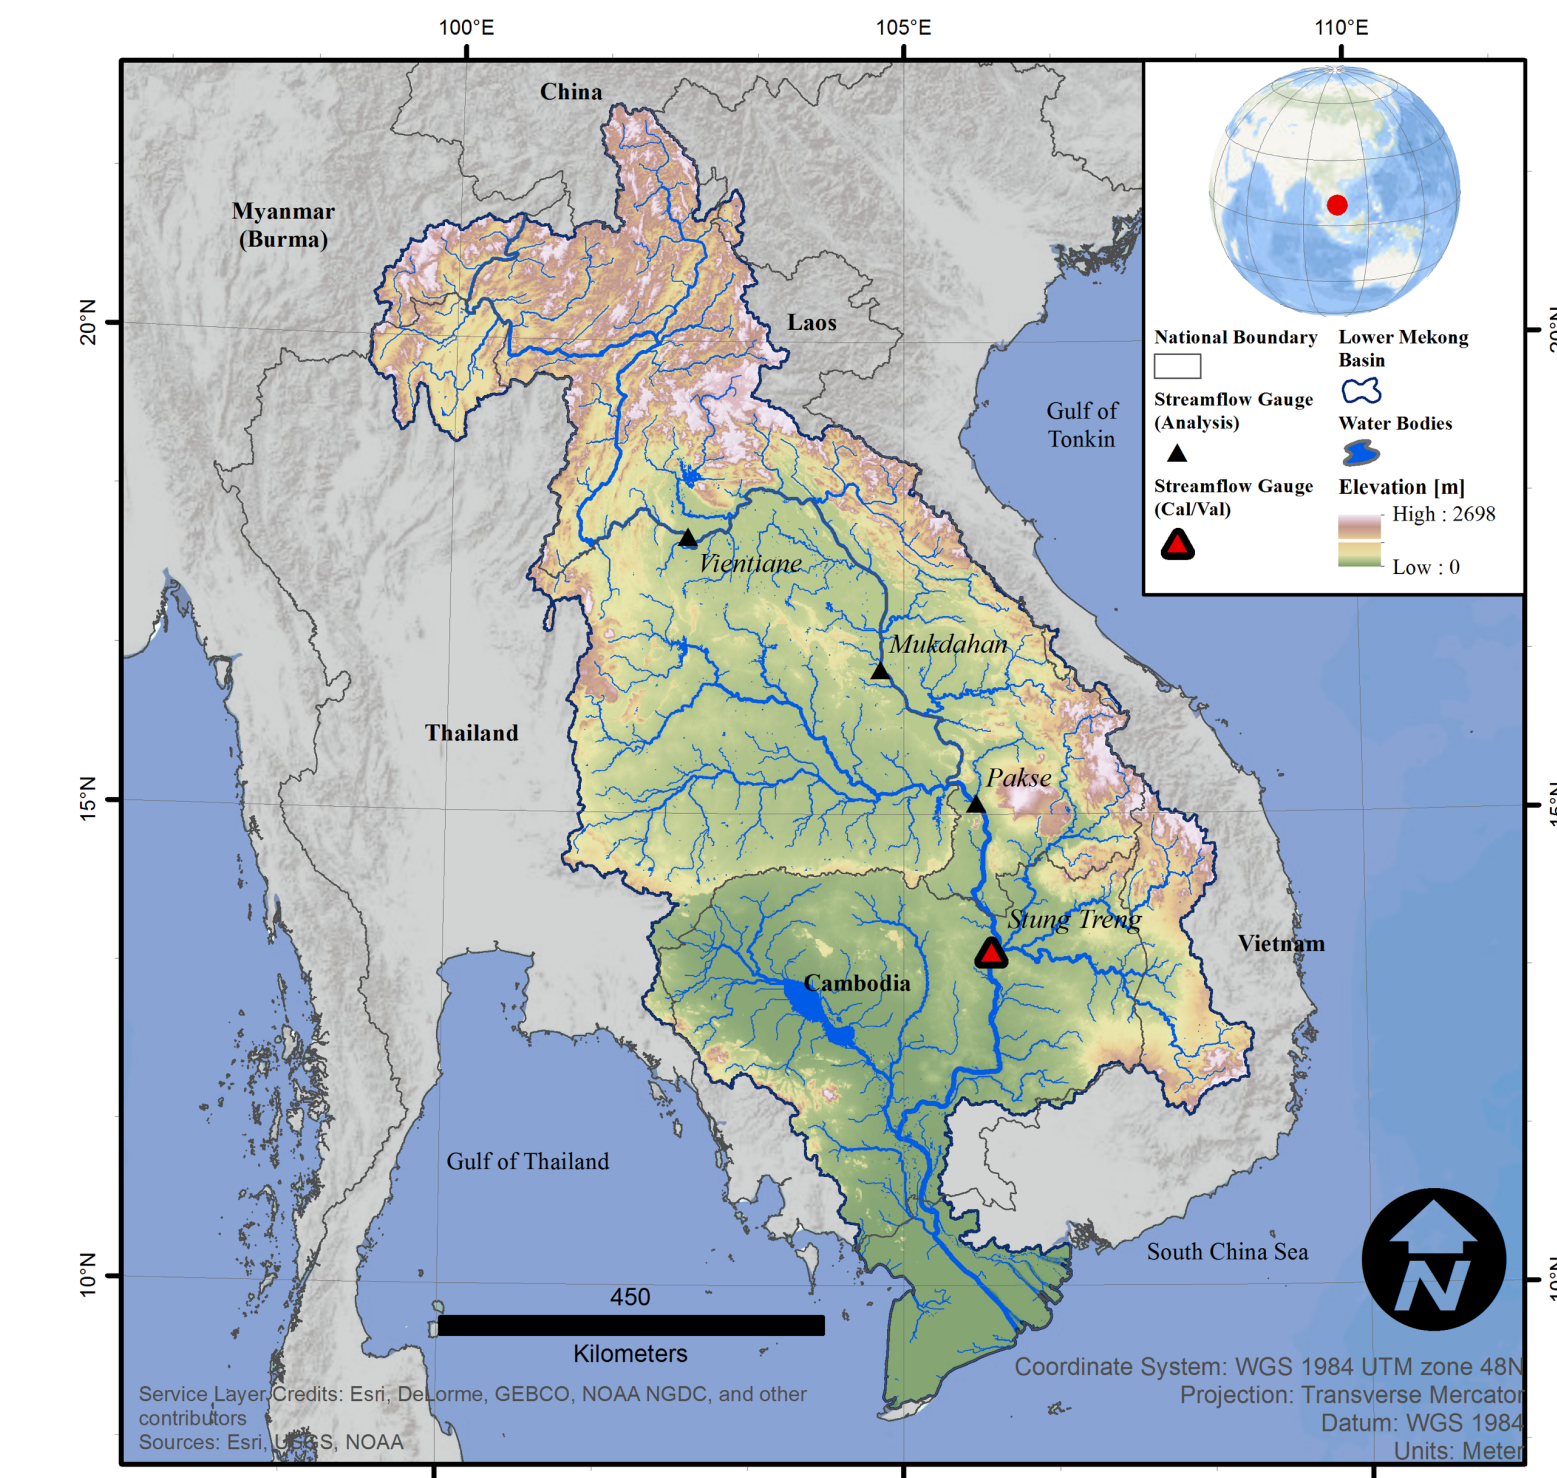 100°E
105°E
110°E
China
Myanmar
(Burma)
20°N
Laos
20°N
National Boundary
Lower Mekong
Basin
Streamflow Gauge
(Analysis)
Water Bodies
Streamflow Gauge
(Cal/Val)
Elevation [m]
High : 2698
Low : 0
Gulf of
Tonkin
Vientiane
Mukdahan
Thailand
Pakse
15°N
15°N
Stung Treng
Vietnam
Cambodia
Gulf of Thailand
South China Sea
10°N
10°N
450
Kilometers
N
Service Layer Credits: Esri, DeLorme, GEBCO, NOAA NGDC, and other
contributors
Sources: Esri, USGS, NOAA
Coordinate System: WGS 1984 UTM zone 48N
Projection: Transverse Mercator
Datum: WGS 1984
Units: Meter